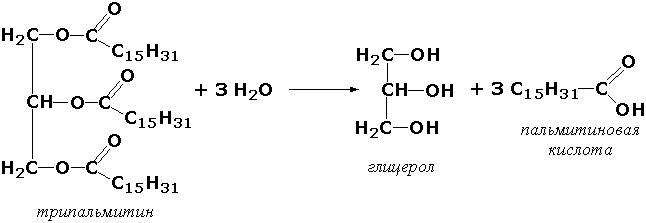 H₂C—O—C
O
C₁₅H₃₁
CH—O—C
O
C₁₅H₃₁
H₂C—O—C
O
C₁₅H₃₁
трипальмитин
+ 3 H₂O
H₂C—OH
CH—OH
H₂C—OH
глицерол
+ 3 C₁₅H₃₁—C
O
OH
пальмитиновая
кислота